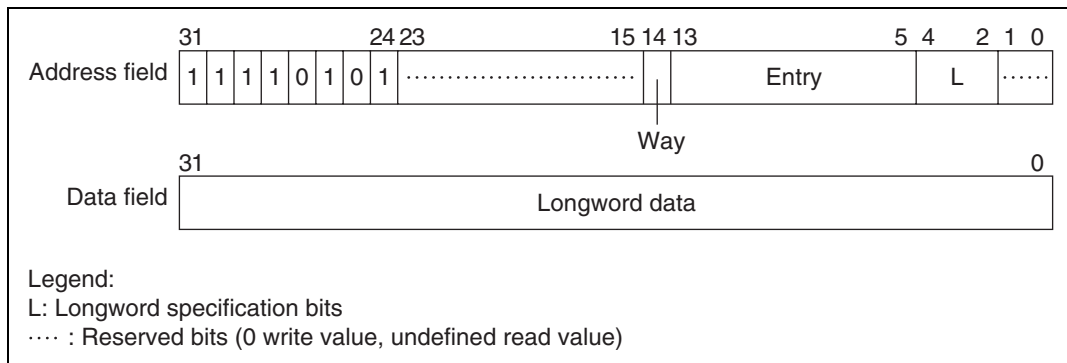 31 24 23 15 14 13 5 4 2 1 0
Address field 1 1 1 1 0 1 0 1 ·························· Entry L ······
Way
31 0
Data field Longword data
Legend:
L: Longword specification bits
···· : Reserved bits (0 write value, undefined read value)